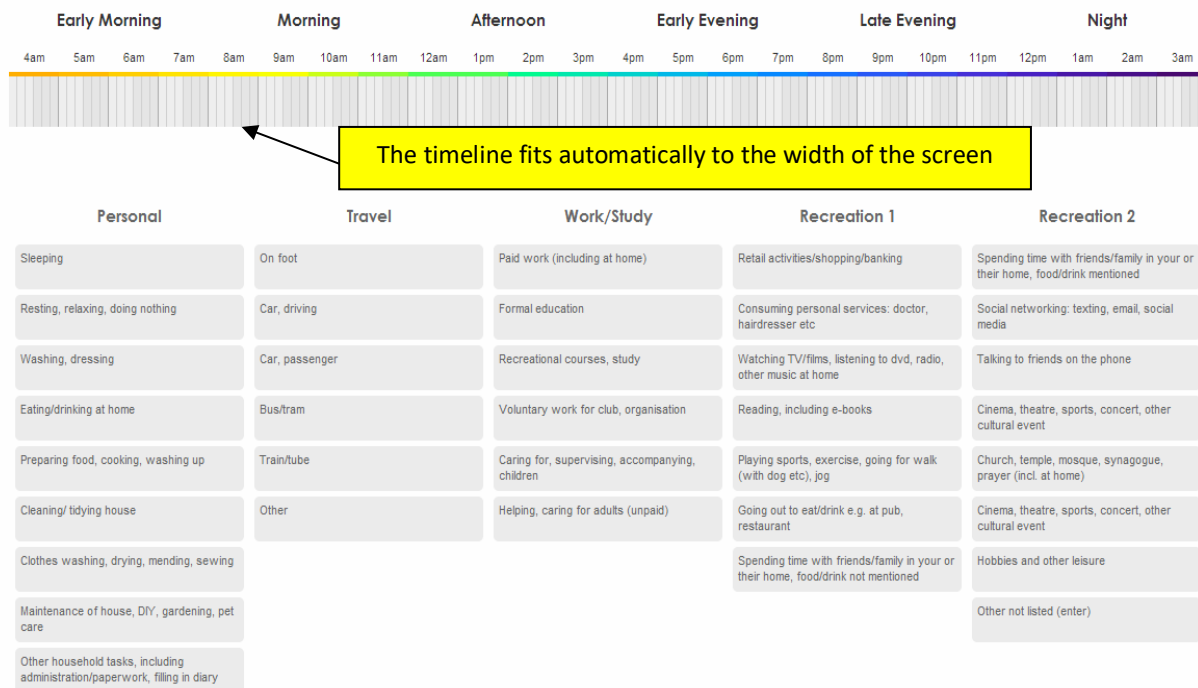 Early Morning Morning Afternoon Early Evening Late Evening Night
4am 5am 6am 7am 8am 9am 10am 11am 12am 1pm 2pm 3pm 4pm 5pm 6pm 7pm 8pm 9pm 10pm 11pm 12pm 1am 2am 3am
The timeline fits automatically to the width of the screen
Personal
Sleeping
Resting, relaxing, doing nothing
Washing, dressing
Eating/drinking at home
Preparing food, cooking, washing up
Cleaning/ tidying house
Clothes washing, drying, mending, sewing
Maintenance of house, DIY, gardening, pet
care
Other household tasks, including
administration/paperwork, filling in diary
Travel
On foot
Car, driving
Car, passenger
Bus/tram
Train/tube
Other
Work/Study
Paid work (including at home)
Formal education
Recreational courses, study
Voluntary work for club, organisation
Caring for, supervising, accompanying,
children
Helping, caring for adults (unpaid)
Recreation 1
Retail activities/shopping/banking
Consuming personal services: doctor,
hairdresser etc
Watching TV/films, listening to dvd, radio,
other music at home
Reading, including e-books
Playing sports, exercise, going for walk
(with dog etc), jog
Going out to eat/drink e.g. at pub,
restaurant
Spending time with friends/family in your or
their home, food/drink not mentioned
Recreation 2
Spending time with friends/family in your or
their home, food/drink mentioned
Social networking: texting, email, social
media
Talking to friends on the phone
Cinema, theatre, sports, concert, other
cultural event
Church, temple, mosque, synagogue,
prayer (incl. at home)
Cinema, theatre, sports, concert, other
cultural event
Hobbies and other leisure
Other not listed (enter)